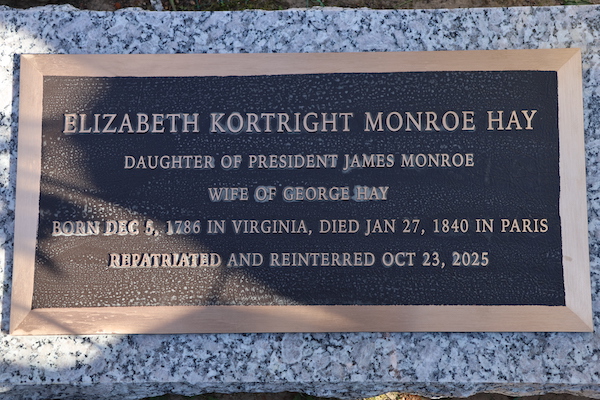 ELIZABETH KORTRIGHT MONROE HAY
DAUGHTER OF PRESIDENT JAMES MONROE
WIFE OF GEORGE HAY
BORN DEC 5, 1786 IN VIRGINIA, DIED JAN 27, 1840 IN PARIS
REPATRIATED AND REINTERRED OCT 23, 2025